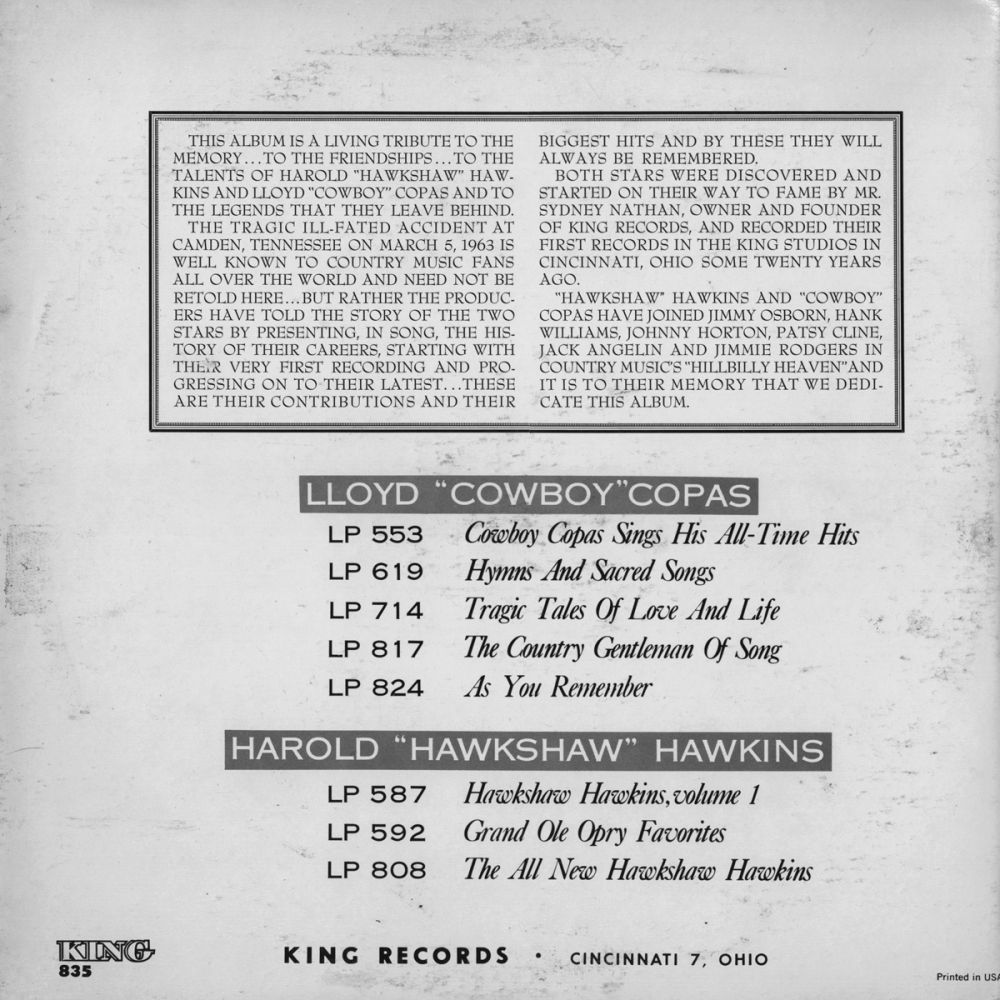 THIS ALBUM IS A LIVING TRIBUTE TO THE
MEMORY...TO THE FRIENDSHIPS...TO THE
TALENTS OF HAROLD "HAWKSHAW" HAW-
KINS AND LLOYD "COWBOY" COPAS AND TO
THE LEGENDS THAT THEY LEAVE BEHIND.
THE TRAGIC ILL-FATED ACCIDENT AT
CAMDEN, TENNESSEE ON MARCH 5, 1963 IS
WELL KNOWN TO COUNTRY MUSIC FANS
ALL OVER THE WORLD AND NEED NOT BE
RETOLD HERE...BUT RATHER THE PRODUC-
ERS HAVE TOLD THE STORY OF THE TWO
STARS BY PRESENTING, IN SONG, THE HIS-
TORY OF THEIR CAREERS, STARTING WITH
THEIR VERY FIRST RECORDING AND PRO-
GRESSING ON TO THEIR LATEST...THESE
ARE THEIR CONTRIBUTIONS AND THEIR
BIGGEST HITS AND BY THESE THEY WILL
ALWAYS BE REMEMBERED.
BOTH STARS WERE DISCOVERED AND
STARTED ON THEIR WAY TO FAME BY MR.
SYDNEY NATHAN, OWNER AND FOUNDER
OF KING RECORDS, AND RECORDED THEIR
FIRST RECORDS IN THE KING STUDIOS IN
CINCINNATI, OHIO SOME TWENTY YEARS
AGO.
"HAWKSHAW" HAWKINS AND "COWBOY"
COPAS HAVE JOINED JIMMY OSBORN, HANK
WILLIAMS, JOHNNY HORTON, PATSY CLINE,
JACK ANGELIN AND JIMMIE RODGERS IN
COUNTRY MUSIC'S "HILLBILLY HEAVEN" AND
IT IS TO THEIR MEMORY THAT WE DEDI-
CATE THIS ALBUM.
LLOYD "COWBOY" COPAS
LP 553 Cowboy Copas Sings His All-Time Hits
LP 619 Hymns And Sacred Songs
LP 714 Tragic Tales Of Love And Life
LP 817 The Country Gentleman Of Song
LP 824 As You Remember
HAROLD "HAWKSHAW" HAWKINS
LP 587 Hawkshaw Hawkins, volume 1
LP 592 Grand Ole Opry Favorites
LP 808 The All New Hawkshaw Hawkins
KING
835
KING RECORDS • CINCINNATI 7, OHIO
Printed in USA